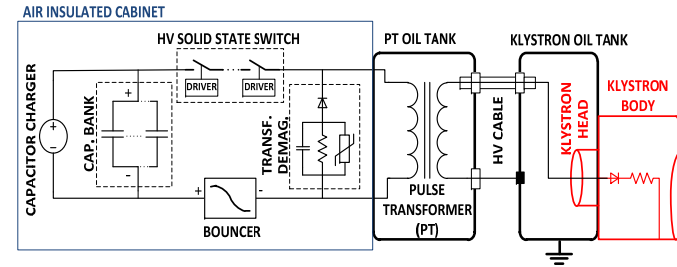 AIR INSULATED CABINET
HV SOLID STATE SWITCH
PT OIL TANK
KLYSTRON OIL TANK
DRIVER
DRIVER
CAPACITOR CHARGER
+
-
CAP. BANK
+
-
TRANSF.
DEMAG.
HV CABLE
KLYSTRON
HEAD
KLYSTRON
BODY
+
-
BOUNCER
PULSE
TRANSFORMER
(PT)